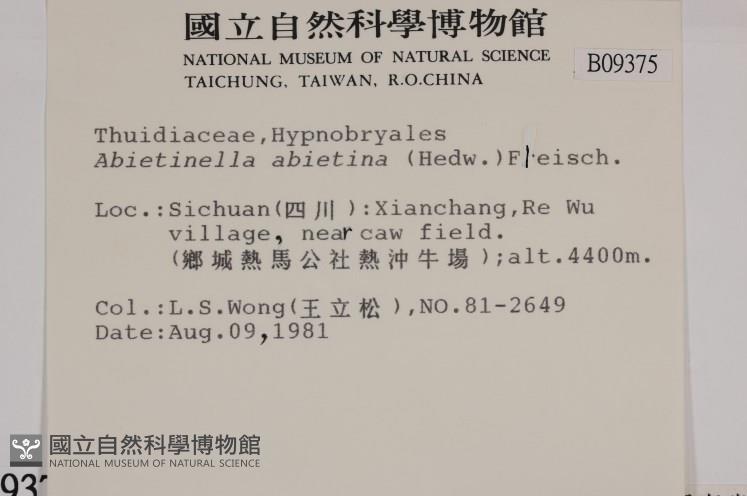 國立自然科學博物館
NATIONAL MUSEUM OF NATURAL SCIENCE
TAICHUNG, TAIWAN, R.O.CHINA
B09375
Thuidiaceae,Hypnobryales
Abietinella abietina (Hedw.)Fleisch.
Loc.:Sichuan(四川):Xianchang,Re Wu
village, near caw field.
(鄉城熱馬公社熱沖牛場);alt.4400m.
Col.:L.S.Wong(王立松),NO.81-2649
Date:Aug.09,1981
國立自然科學博物館
NATIONAL MUSEUM OF NATURAL SCIENCE